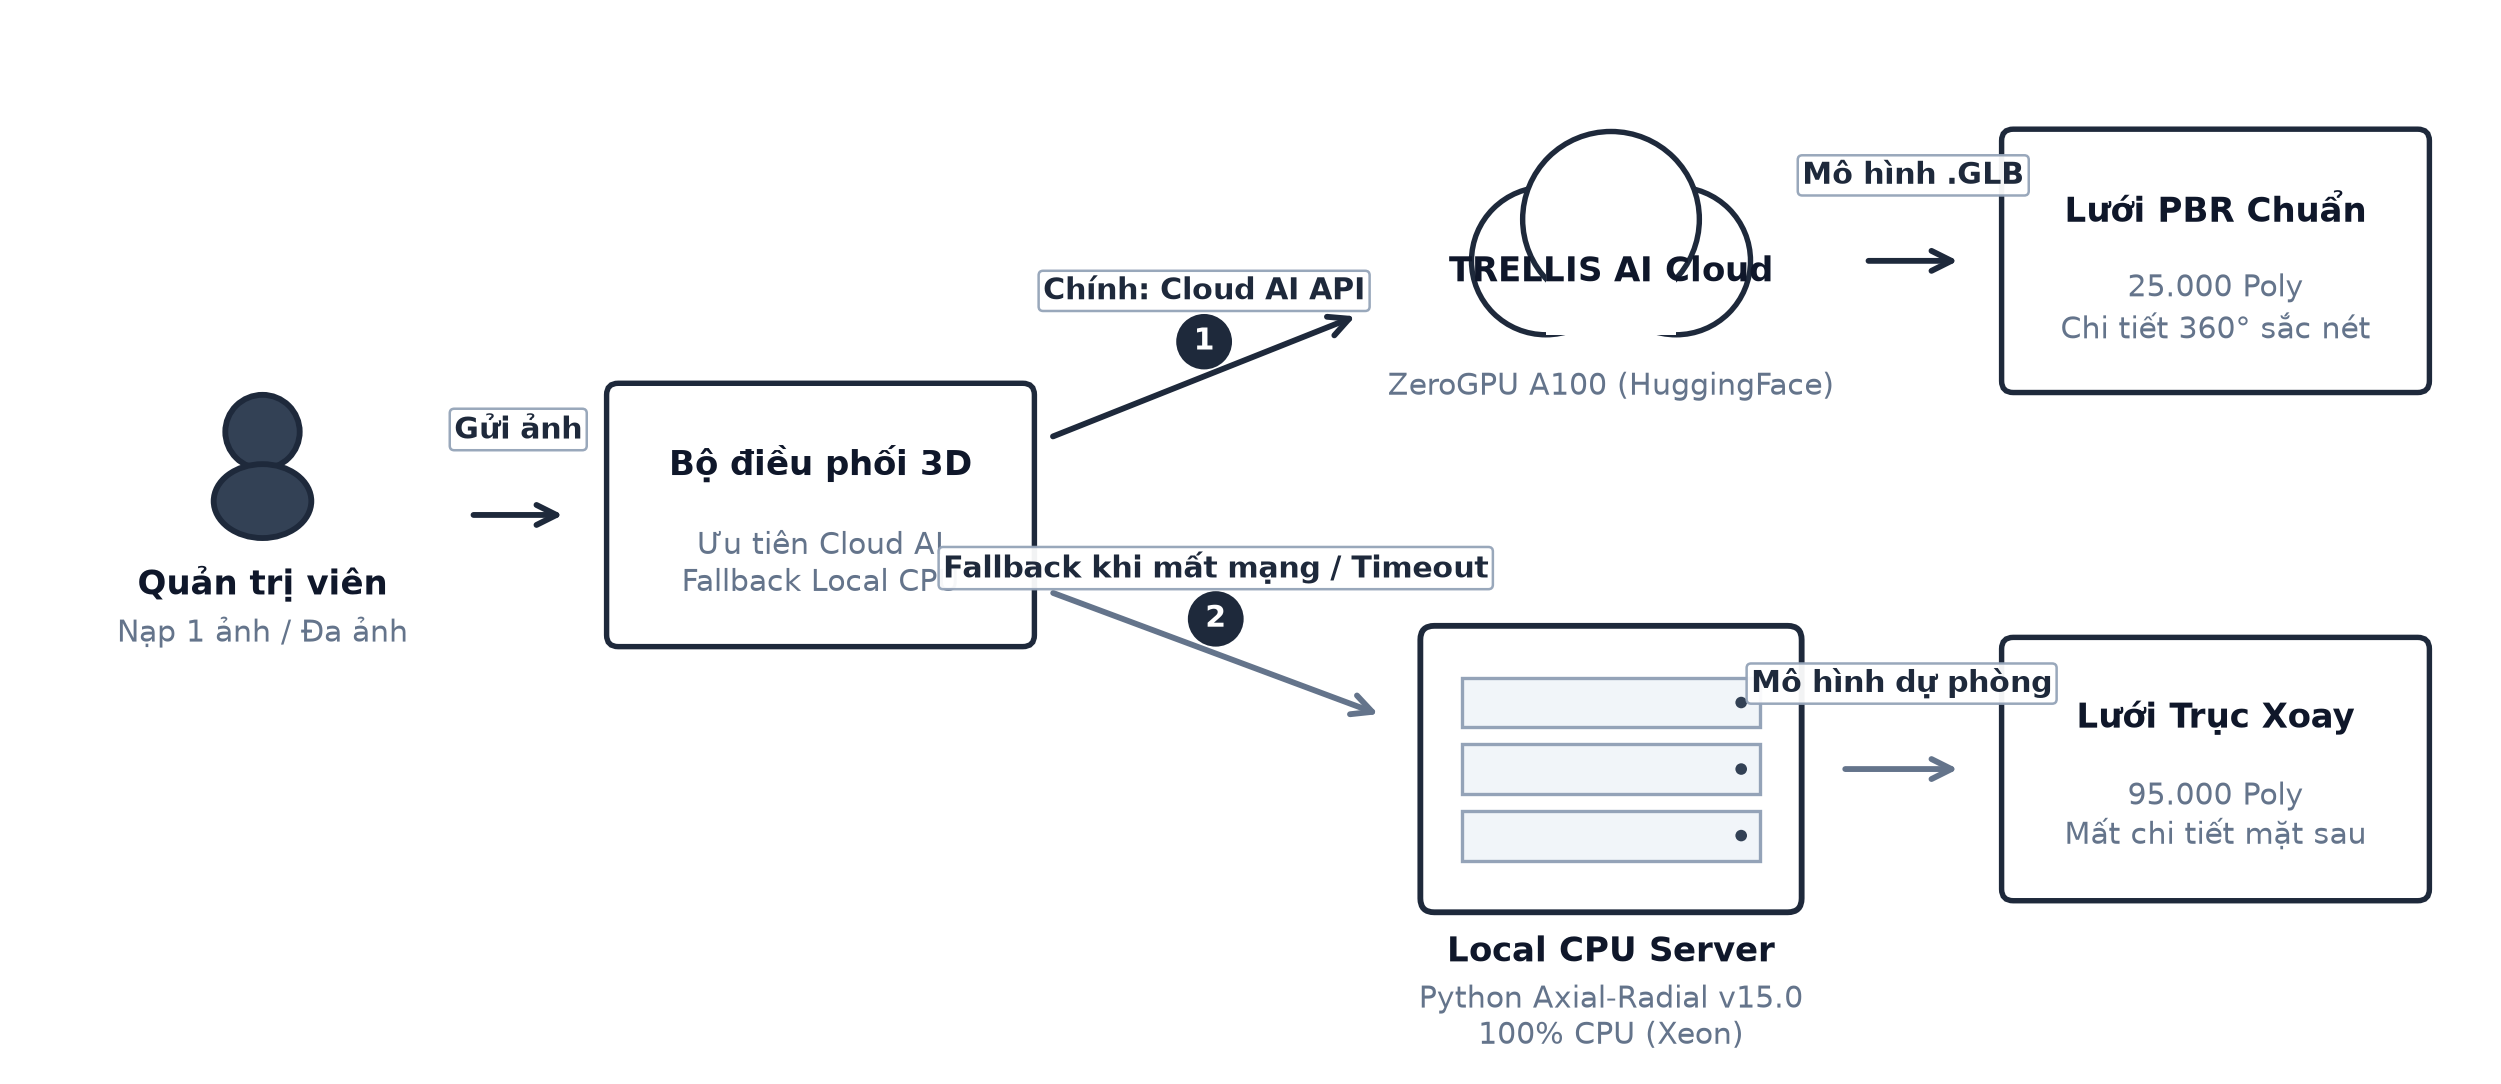 Quản trị viên
Nạp 1 ảnh / Đa ảnh
Gửi ảnh
Bộ điều phối 3D
Ưu tiên Cloud AI
Fallback Local CPU
Chính: Cloud AI API
1
Fallback khi mất mạng / Timeout
2
TRELLIS AI Cloud
ZeroGPU A100 (HuggingFace)
Mô hình .GLB
Lưới PBR Chuẩn
25.000 Poly
Chi tiết 360° sắc nét
Local CPU Server
Python Axial-Radial v15.0
100% CPU (Xeon)
Mô hình dự phòng
Lưới Trục Xoay
95.000 Poly
Mất chi tiết mặt sau